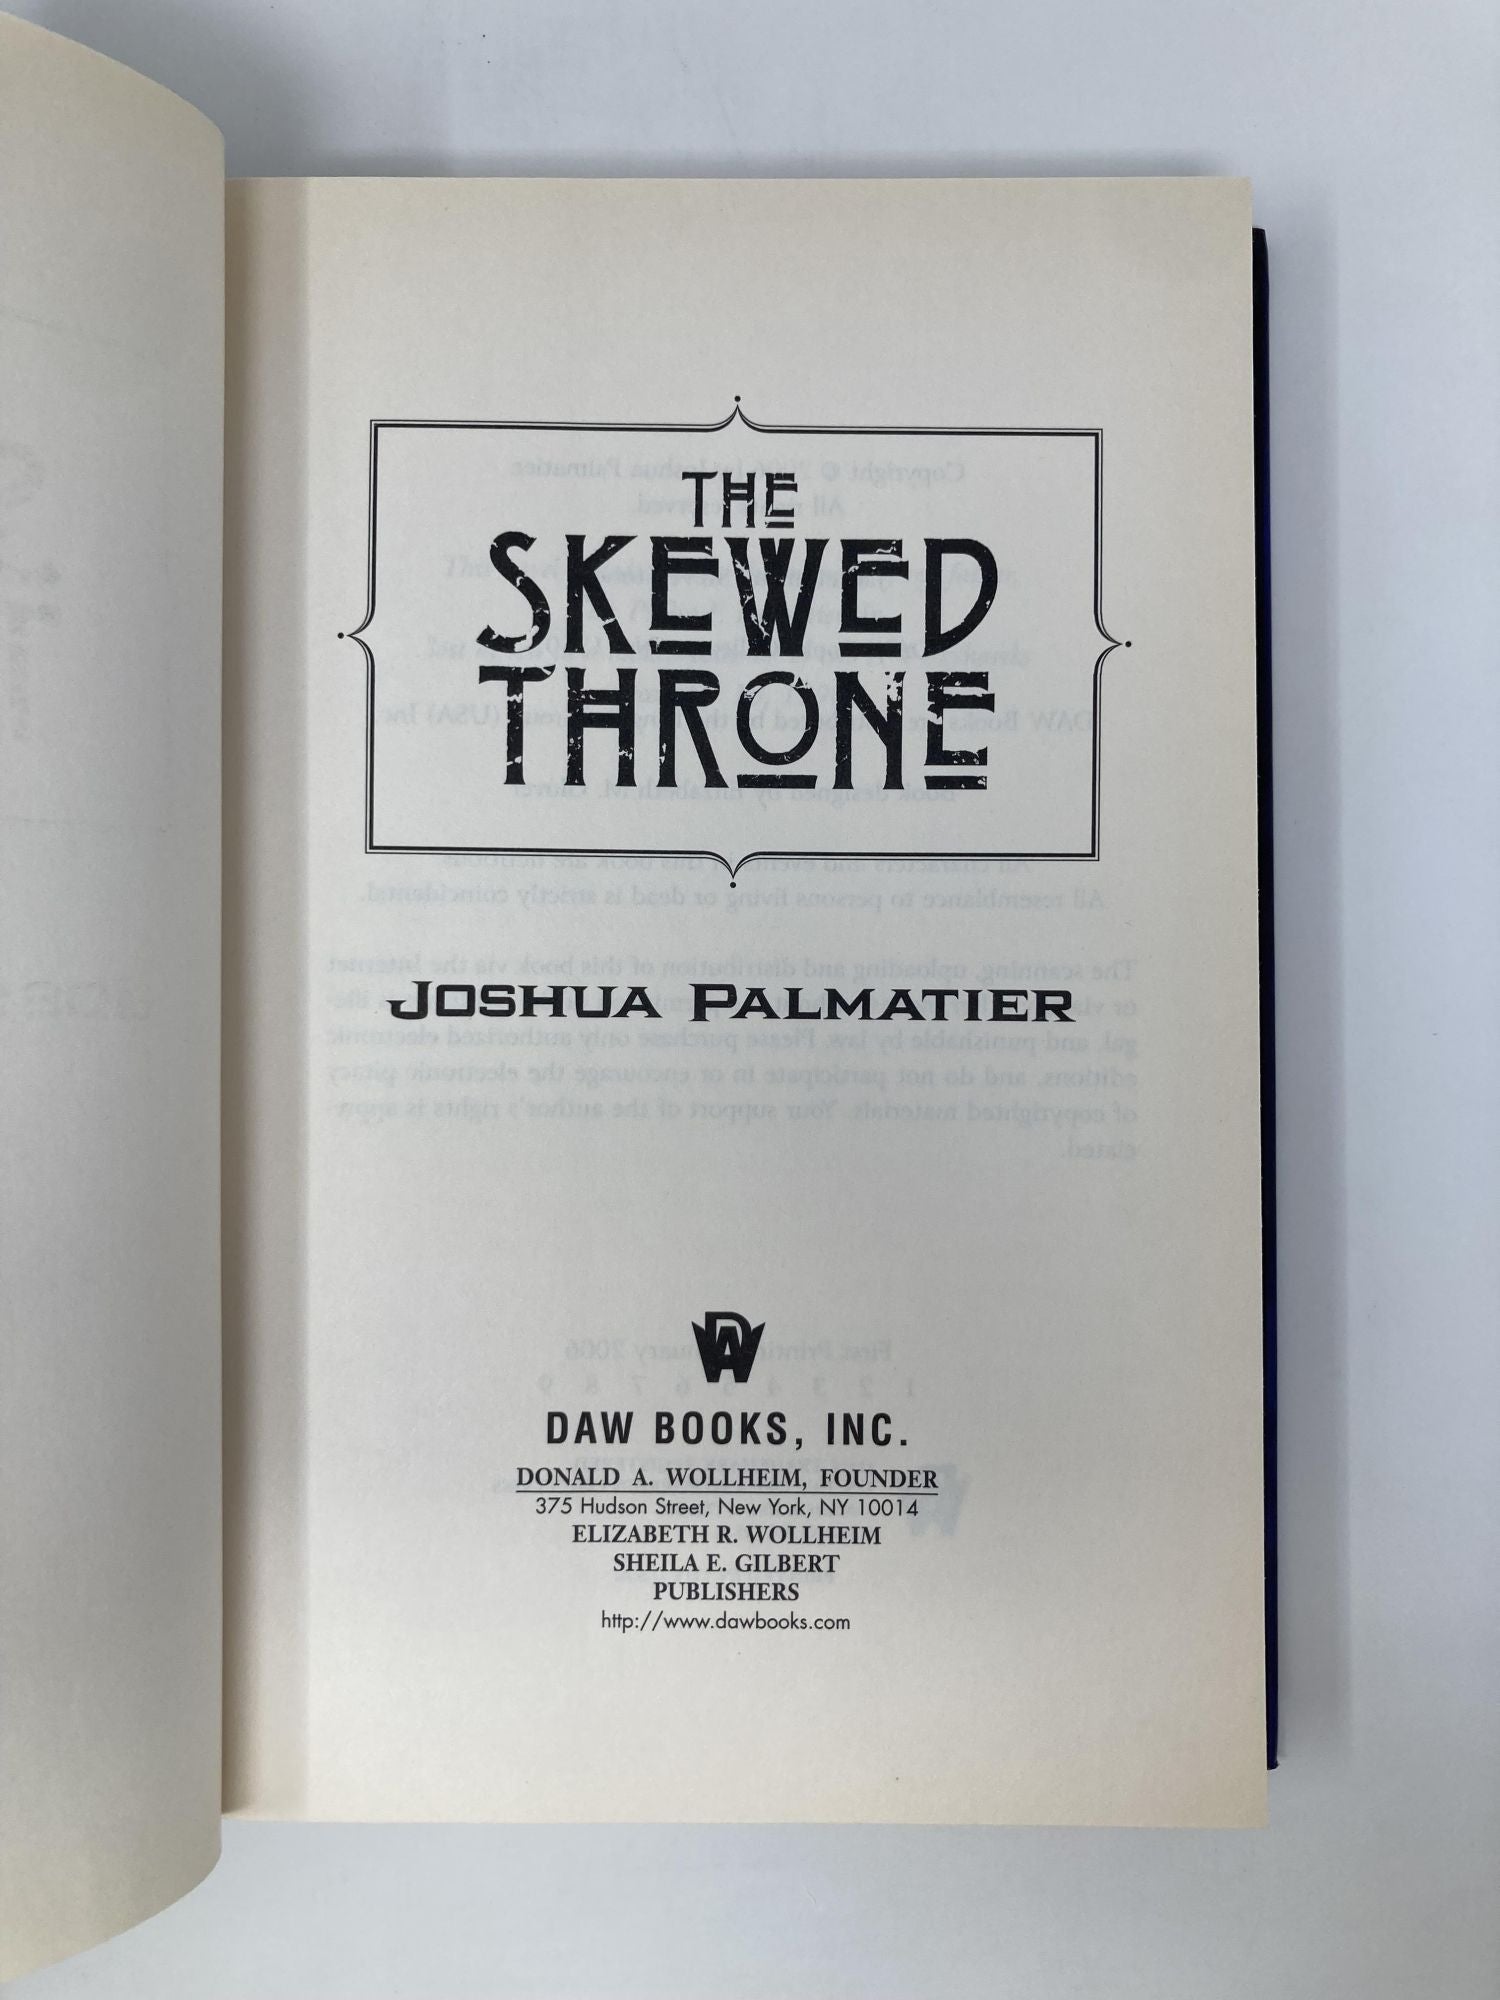 THE
SKEWED
THRONE
JOSHUA PALMATIER
DAW
DAW BOOKS, INC.
DONALD A. WOLLHEIM, FOUNDER
375 Hudson Street, New York, NY 10014
ELIZABETH R. WOLLHEIM
SHEILA E. GILBERT
PUBLISHERS
http://www.dawbooks.com